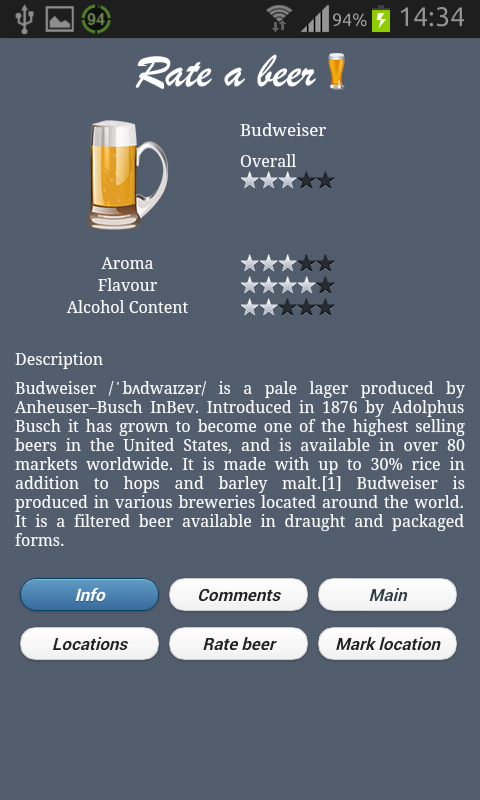 94 94% 14:34
Rate a beer
Budweiser
Overall
Aroma
Flavour
Alcohol Content
Description
Budweiser /ˈbʌdwaɪzər/ is a pale lager produced by
Anheuser–Busch InBev. Introduced in 1876 by Adolphus
Busch it has grown to become one of the highest selling
beers in the United States, and is available in over 80
markets worldwide. It is made with up to 30% rice in
addition to hops and barley malt.[1] Budweiser is
produced in various breweries located around the world.
It is a filtered beer available in draught and packaged
forms.
Info Comments Main
Locations Rate beer Mark location